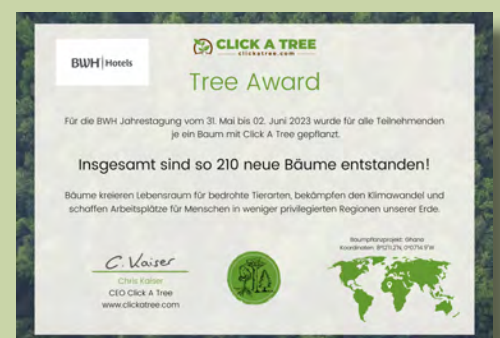 BWH | Hotels
CLICK A TREE
clickatree.com
Tree Award
Für die BWH Jahrestagung vom 31. Mai bis 02. Juni 2023 wurde für alle Teilnehmenden
je ein Baum mit Click A Tree gepflanzt.
Insgesamt sind so 210 neue Bäume entstanden!
Bäume kreieren Lebensraum für bedrohte Tierarten, bekämpfen den Klimawandel und
schaffen Arbeitsplätze für Menschen in weniger privilegierten Regionen unserer Erde.
Baumpflanzprojekt: Ghana
Koordinaten:
C. Kaiser
Chris Kaiser
CEO Click A Tree
www.clickatree.com